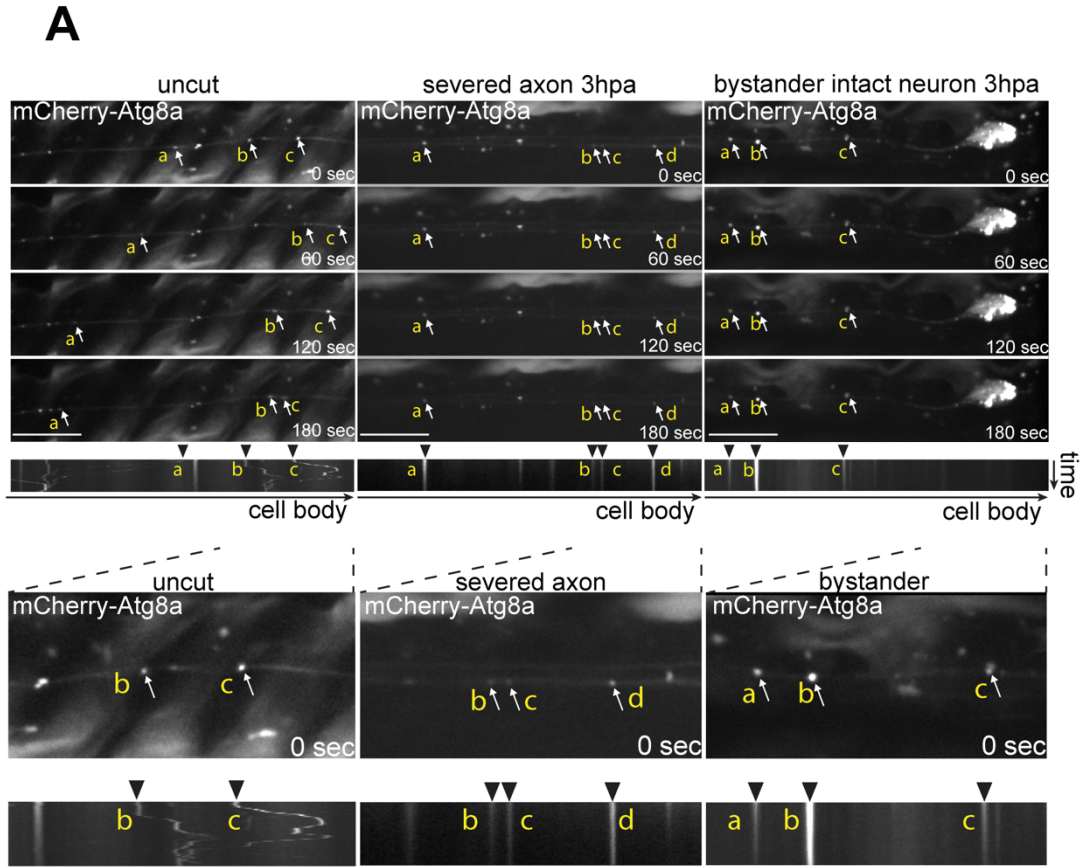 A
uncut severed axon 3hpa bystander intact neuron 3hpa
mCherry-Atg8a mCherry-Atg8a mCherry-Atg8a
a b c 0 sec a b c d 0 sec a b c 0 sec
a b c 60 sec a b c d 60 sec a b c 60 sec
a b c 120 sec a b c d 120 sec a b c 120 sec
a b c 180 sec a b c d 180 sec a b c 180 sec
a b c a b c d a b c time
cell body cell body cell body
uncut severed axon bystander
mCherry-Atg8a mCherry-Atg8a mCherry-Atg8a
b c b c d a b c
0 sec 0 sec 0 sec
b c b c d a b c